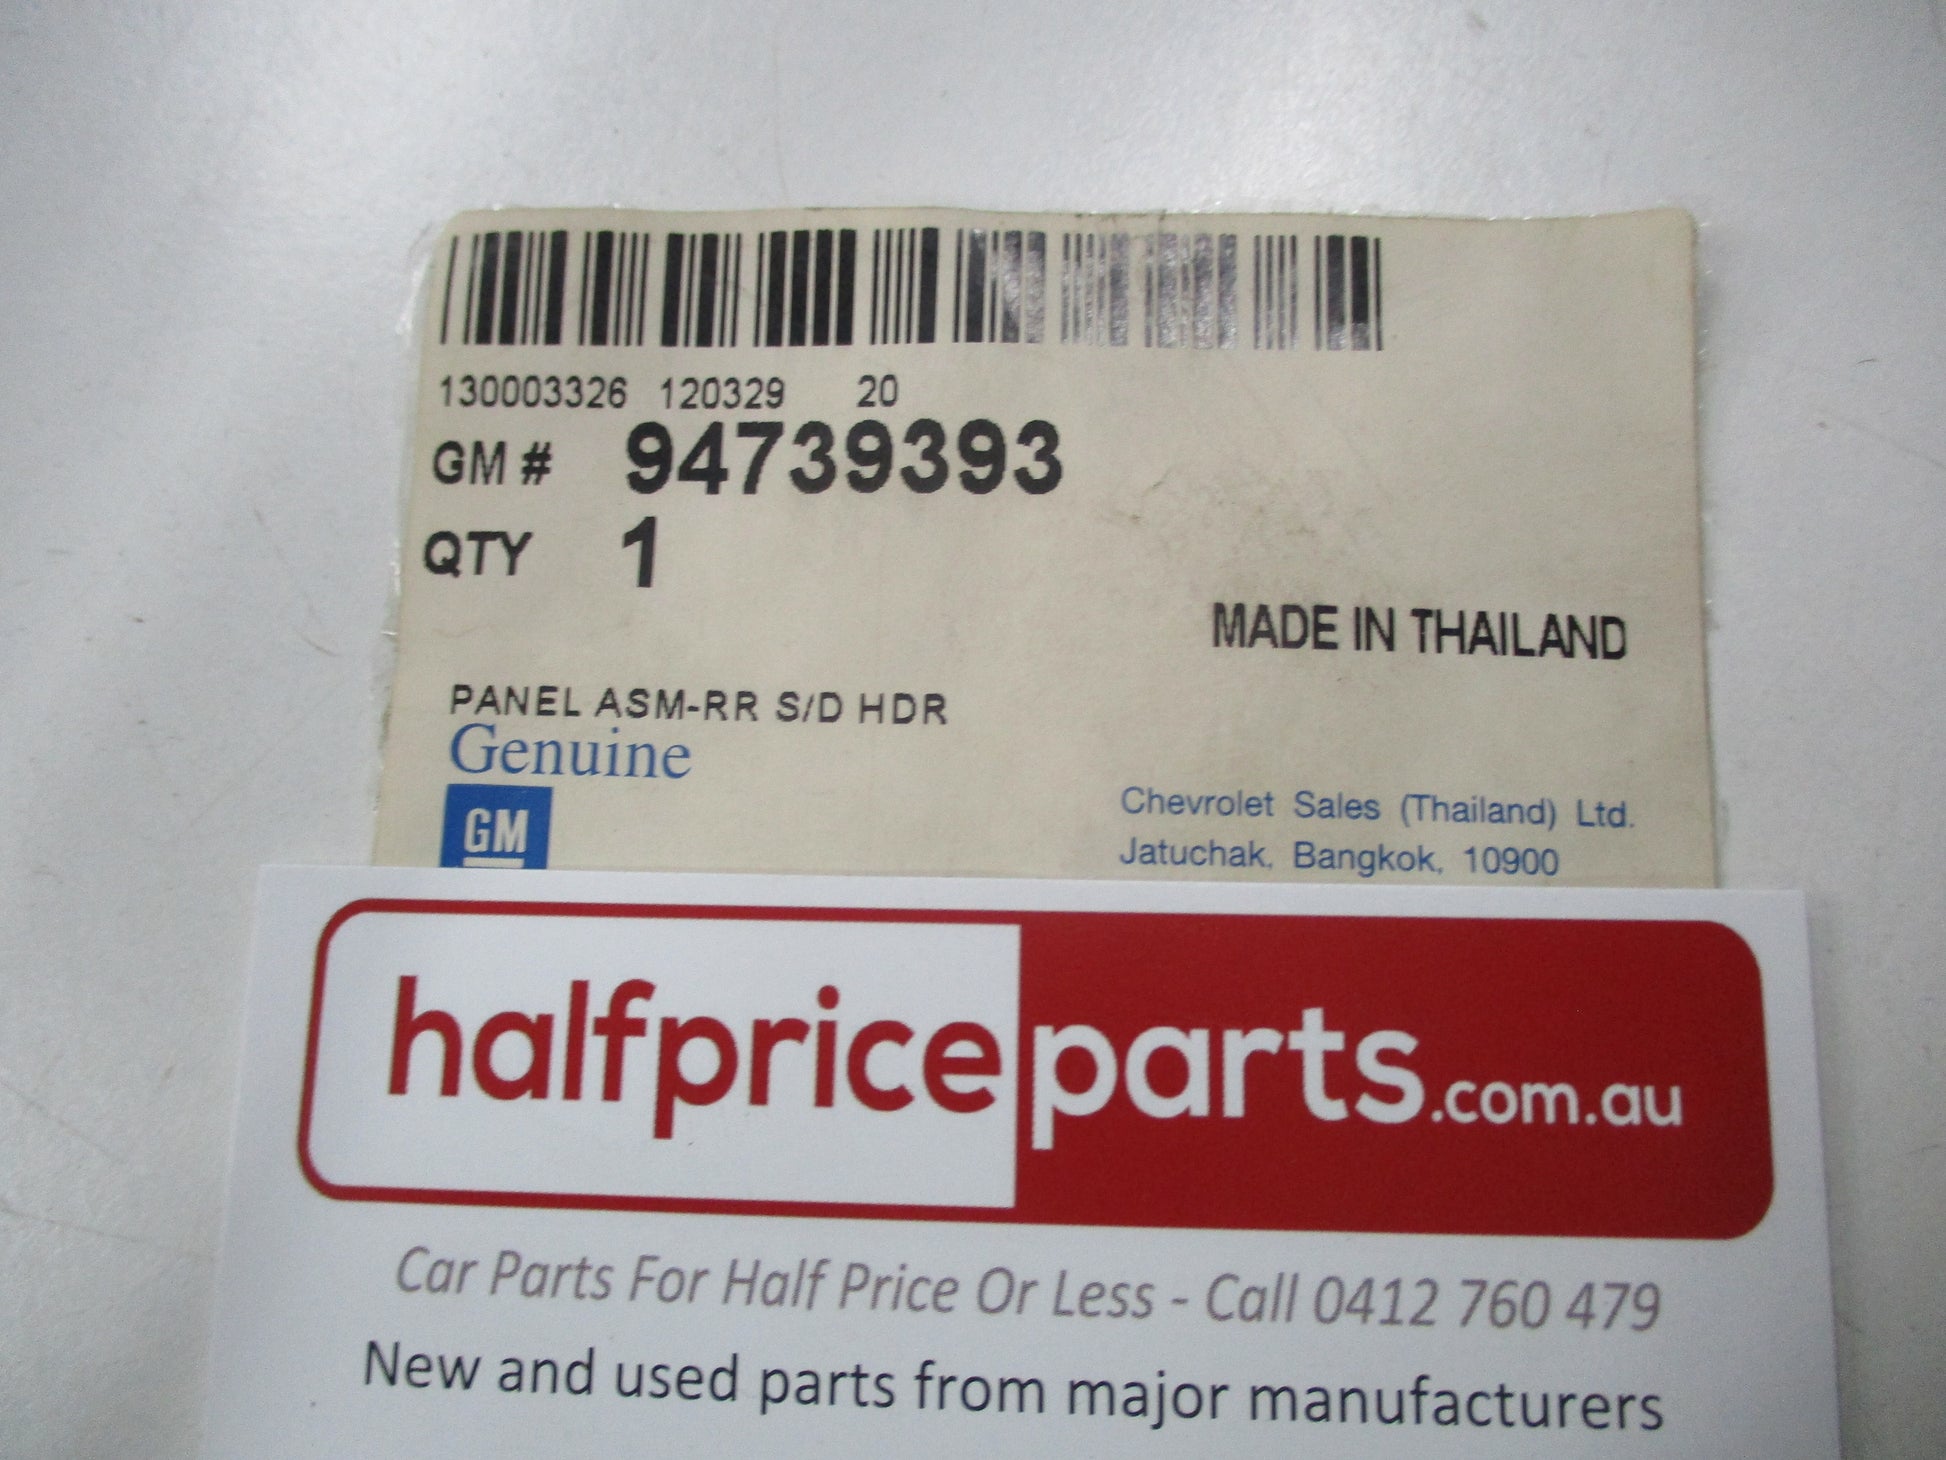 130003326 120329 20
GM # 94739393
QTY 1
MADE IN THAILAND
PANEL ASM-RR S/D HDR
Genuine
GM
Chevrolet Sales (Thailand) Ltd.
Jatuchak, Bangkok, 10900
halfpriceparts.com.au
Car Parts For Half Price Or Less - Call 0412 760 479
New and used parts from major manufacturers